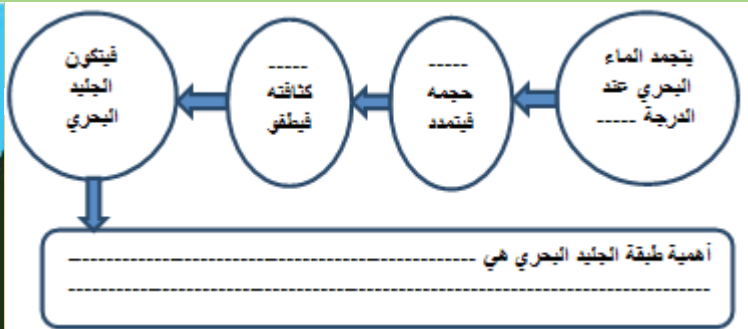 يتجمد الماء
البحري عند
الدرجة -----
-----
حجمه
فيتمدد
-----
كثافته
فيطفو
فيتكون
الجليد
البحري
أهمية طبقة الجليد البحري هي -----------------------------------------------------
--------------------------------------------------------------------------------